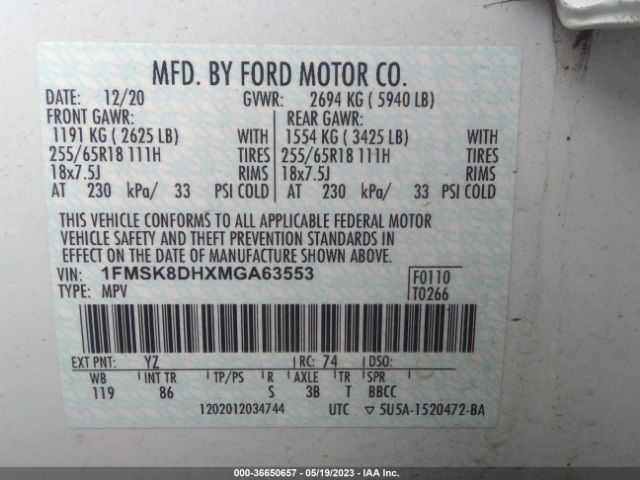 MFD. BY FORD MOTOR CO.
DATE: 12/20 GVWR: 2694 KG ( 5940 LB)
FRONT GAWR: REAR GAWR:
1191 KG ( 2625 LB) WITH 1554 KG ( 3425 LB) WITH
255/65R18 111H TIRES 255/65R18 111H TIRES
18x7.5J RIMS 18x7.5J RIMS
AT 230 kPa/ 33 PSI COLD AT 230 kPa/ 33 PSI COLD
THIS VEHICLE CONFORMS TO ALL APPLICABLE FEDERAL MOTOR
VEHICLE SAFETY AND THEFT PREVENTION STANDARDS IN EFFECT
ON THE DATE OF MANUFACTURE SHOWN ABOVE.
VIN: 1FMSK8DHXMGA63553 F0110
TYPE: MPV T0266
EXT PNT: YZ RC: 74 DSO:
WB INT TR TP/PS R AXLE TR SPR
119 86 S 3B T BBCC
1202012034744 UTC ▽ 5U5A-1520472-BA
000-36650657 - 05/19/2023 - IAA Inc.